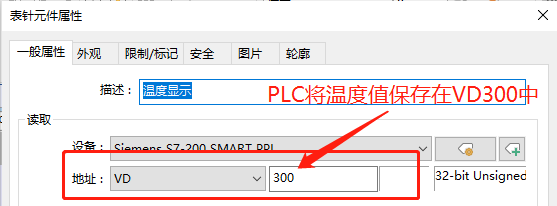 表针元件属性
一般属性 外观 限制/标记 安全 图片 轮廓
描述： 温度显示
PLC将温度值保存在VD300中
读取
设备： Siemens S7-200 SMART PPI
地址： VD 300 32-bit Unsigned